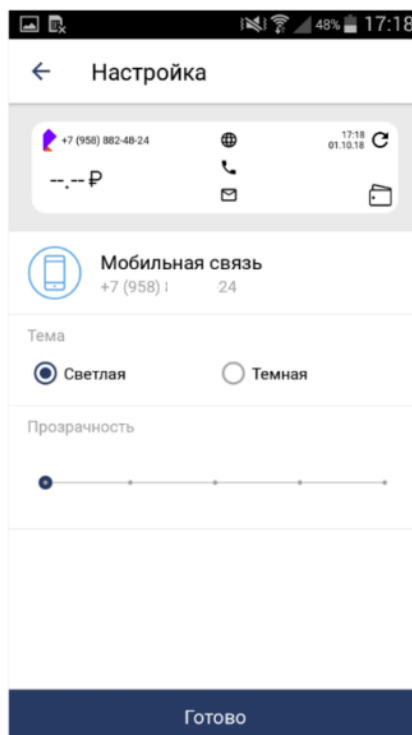 48% 17:18
Настройка
+7 (958) 882-48-24
17:18
01.10.18
--.-- ₽
Мобильная связь
+7 (958) 24
Тема
Светлая
Темная
Прозрачность
Готово